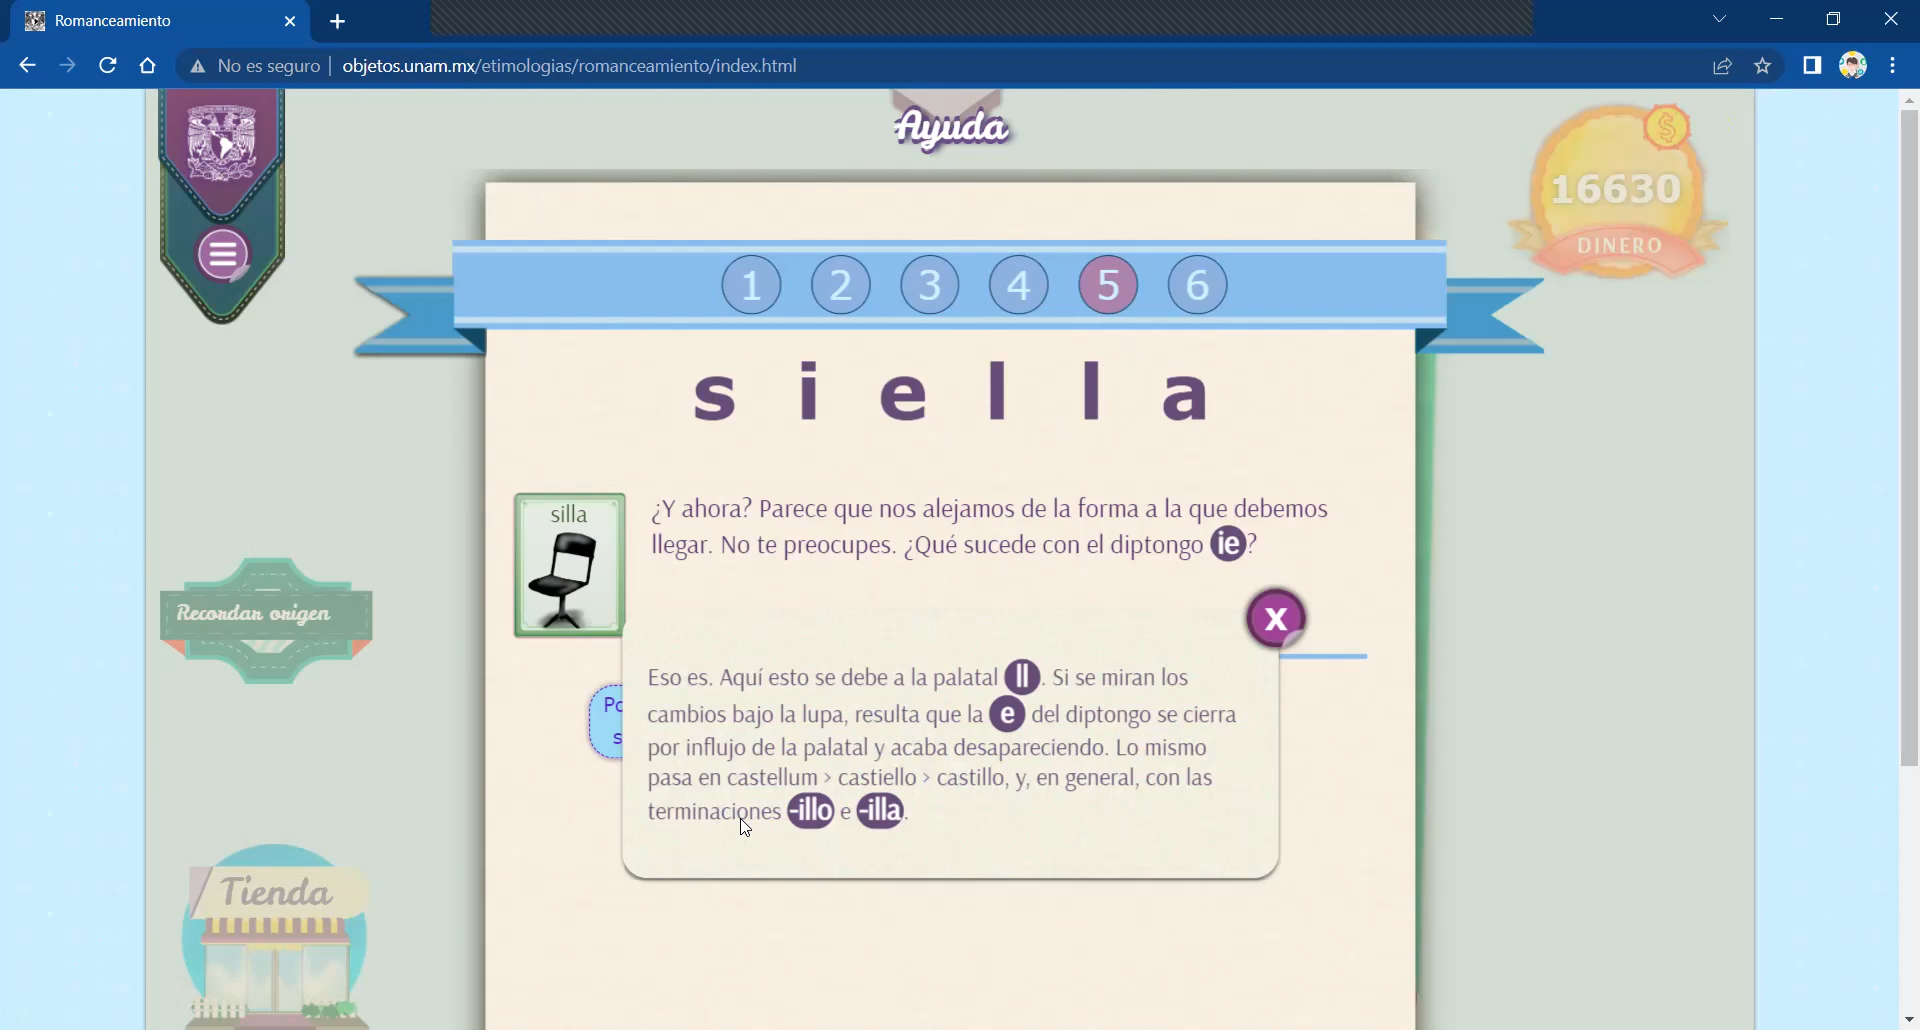 Romanceamiento
No es seguro objetos.unam.mx/etimologias/romanceamiento/index.html
Ayuda
16630
DINERO
1 2 3 4 5 6
s i e l l a
silla
¿Y ahora? Parece que nos alejamos de la forma a la que debemos
llegar. No te preocupes. ¿Qué sucede con el diptongo ie?
x
Recordar origen
Eso es. Aquí esto se debe a la palatal ll. Si se miran los
cambios bajo la lupa, resulta que la e del diptongo se cierra
por influjo de la palatal y acaba desapareciendo. Lo mismo
pasa en castellum > castiello > castillo, y, en general, con las
terminaciones -illo e -illa.
Tienda